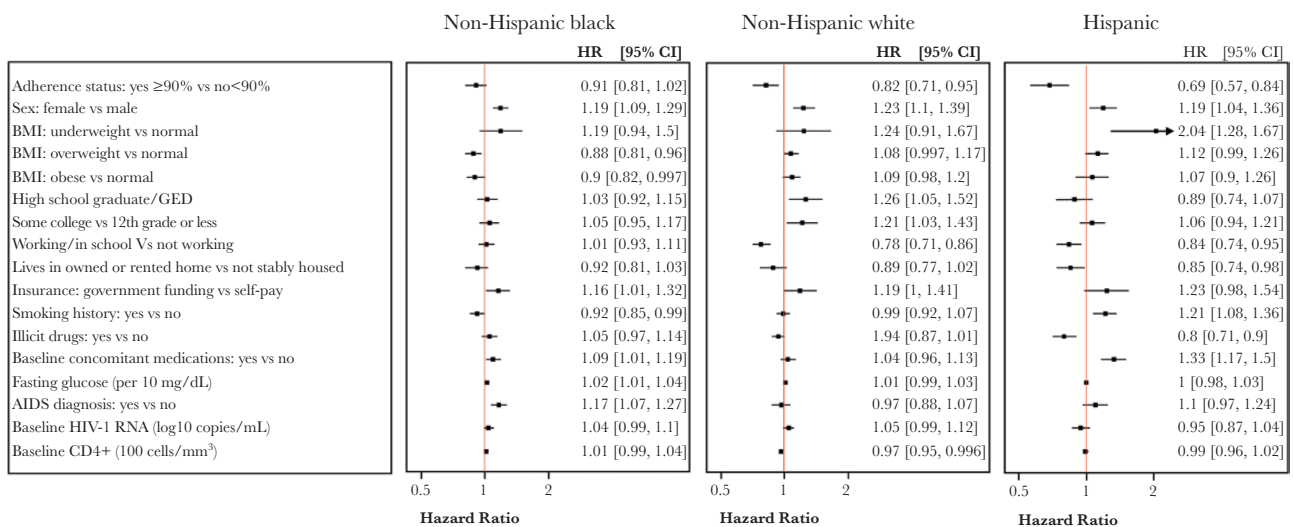 Non-Hispanic black Non-Hispanic white Hispanic
HR [95% CI] HR [95% CI] HR [95% CI]
Adherence status: yes ≥90% vs no<90% 0.91 [0.81, 1.02] 0.82 [0.71, 0.95] 0.69 [0.57, 0.84]
Sex: female vs male 1.19 [1.09, 1.29] 1.23 [1.1, 1.39] 1.19 [1.04, 1.36]
BMI: underweight vs normal 1.19 [0.94, 1.5] 1.24 [0.91, 1.67] 2.04 [1.28, 1.67]
BMI: overweight vs normal 0.88 [0.81, 0.96] 1.08 [0.997, 1.17] 1.12 [0.99, 1.26]
BMI: obese vs normal 0.9 [0.82, 0.997] 1.09 [0.98, 1.2] 1.07 [0.9, 1.26]
High school graduate/GED 1.03 [0.92, 1.15] 1.26 [1.05, 1.52] 0.89 [0.74, 1.07]
Some college vs 12th grade or less 1.05 [0.95, 1.17] 1.21 [1.03, 1.43] 1.06 [0.94, 1.21]
Working/in school Vs not working 1.01 [0.93, 1.11] 0.78 [0.71, 0.86] 0.84 [0.74, 0.95]
Lives in owned or rented home vs not stably housed 0.92 [0.81, 1.03] 0.89 [0.77, 1.02] 0.85 [0.74, 0.98]
Insurance: government funding vs self-pay 1.16 [1.01, 1.32] 1.19 [1, 1.41] 1.23 [0.98, 1.54]
Smoking history: yes vs no 0.92 [0.85, 0.99] 0.99 [0.92, 1.07] 1.21 [1.08, 1.36]
Illicit drugs: yes vs no 1.05 [0.97, 1.14] 1.94 [0.87, 1.01] 0.8 [0.71, 0.9]
Baseline concomitant medications: yes vs no 1.09 [1.01, 1.19] 1.04 [0.96, 1.13] 1.33 [1.17, 1.5]
Fasting glucose (per 10 mg/dL) 1.02 [1.01, 1.04] 1.01 [0.99, 1.03] 1 [0.98, 1.03]
AIDS diagnosis: yes vs no 1.17 [1.07, 1.27] 0.97 [0.88, 1.07] 1.1 [0.97, 1.24]
Baseline HIV-1 RNA (log10 copies/mL) 1.04 [0.99, 1.1] 1.05 [0.99, 1.12] 0.95 [0.87, 1.04]
Baseline CD4+ (100 cells/mm³) 1.01 [0.99, 1.04] 0.97 [0.95, 0.996] 0.99 [0.96, 1.02]
0.5 1 2 0.5 1 2 0.5 1 2
Hazard Ratio Hazard Ratio Hazard Ratio